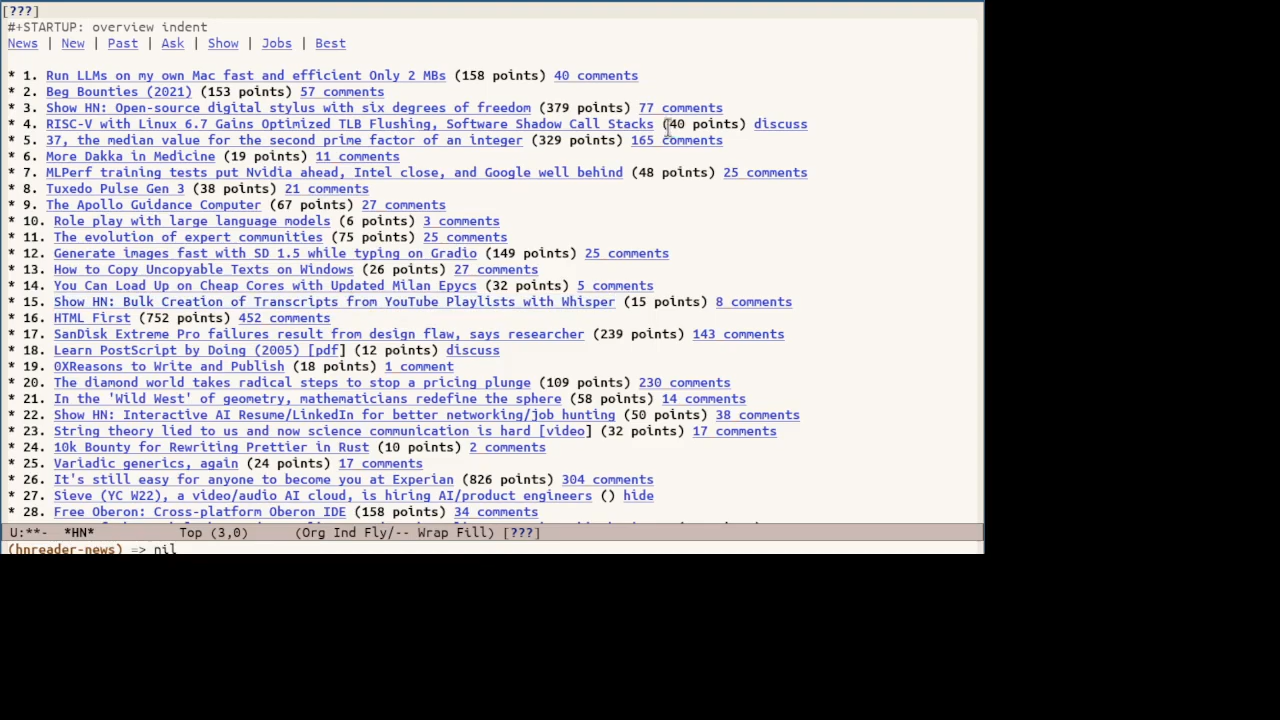 [???]
#+STARTUP: overview indent
News | New | Past | Ask | Show | Jobs | Best
* 1. Run LLMs on my own Mac fast and efficient Only 2 MBs (158 points) 40 comments
* 2. Beg Bounties (2021) (153 points) 57 comments
* 3. Show HN: Open-source digital stylus with six degrees of freedom (379 points) 77 comments
* 4. RISC-V with Linux 6.7 Gains Optimized TLB Flushing, Software Shadow Call Stacks (40 points) discuss
* 5. 37, the median value for the second prime factor of an integer (329 points) 165 comments
* 6. More Dakka in Medicine (19 points) 11 comments
* 7. MLPerf training tests put Nvidia ahead, Intel close, and Google well behind (48 points) 25 comments
* 8. Tuxedo Pulse Gen 3 (38 points) 21 comments
* 9. The Apollo Guidance Computer (67 points) 27 comments
* 10. Role play with large language models (6 points) 3 comments
* 11. The evolution of expert communities (75 points) 25 comments
* 12. Generate images fast with SD 1.5 while typing on Gradio (149 points) 25 comments
* 13. How to Copy Uncopyable Texts on Windows (26 points) 27 comments
* 14. You Can Load Up on Cheap Cores with Updated Milan Epycs (32 points) 5 comments
* 15. Show HN: Bulk Creation of Transcripts from YouTube Playlists with Whisper (15 points) 8 comments
* 16. HTML First (752 points) 452 comments
* 17. SanDisk Extreme Pro failures result from design flaw, says researcher (239 points) 143 comments
* 18. Learn PostScript by Doing (2005) [pdf] (12 points) discuss
* 19. 0XReasons to Write and Publish (18 points) 1 comment
* 20. The diamond world takes radical steps to stop a pricing plunge (109 points) 230 comments
* 21. In the 'Wild West' of geometry, mathematicians redefine the sphere (58 points) 14 comments
* 22. Show HN: Interactive AI Resume/LinkedIn for better networking/job hunting (50 points) 38 comments
* 23. String theory lied to us and now science communication is hard [video] (32 points) 17 comments
* 24. 10k Bounty for Rewriting Prettier in Rust (10 points) 2 comments
* 25. Variadic generics, again (24 points) 17 comments
* 26. It's still easy for anyone to become you at Experian (826 points) 304 comments
* 27. Sieve (YC W22), a video/audio AI cloud, is hiring AI/product engineers () hide
* 28. Free Oberon: Cross-platform Oberon IDE (158 points) 34 comments
U:**-  *HN*  Top (3,0)  (Org Ind Fly/-- Wrap Fill) [???]
(hnreader-news) => nil